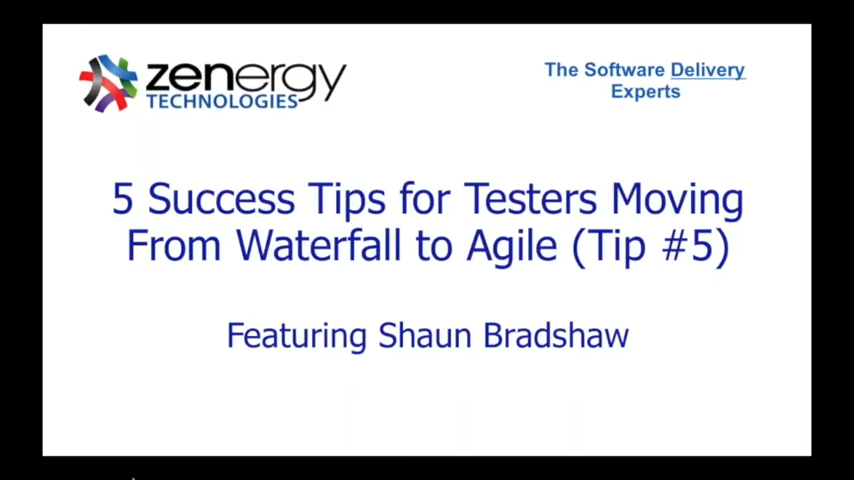 zenergy
TECHNOLOGIES
The Software Delivery
Experts
5 Success Tips for Testers Moving
From Waterfall to Agile (Tip #5)
Featuring Shaun Bradshaw